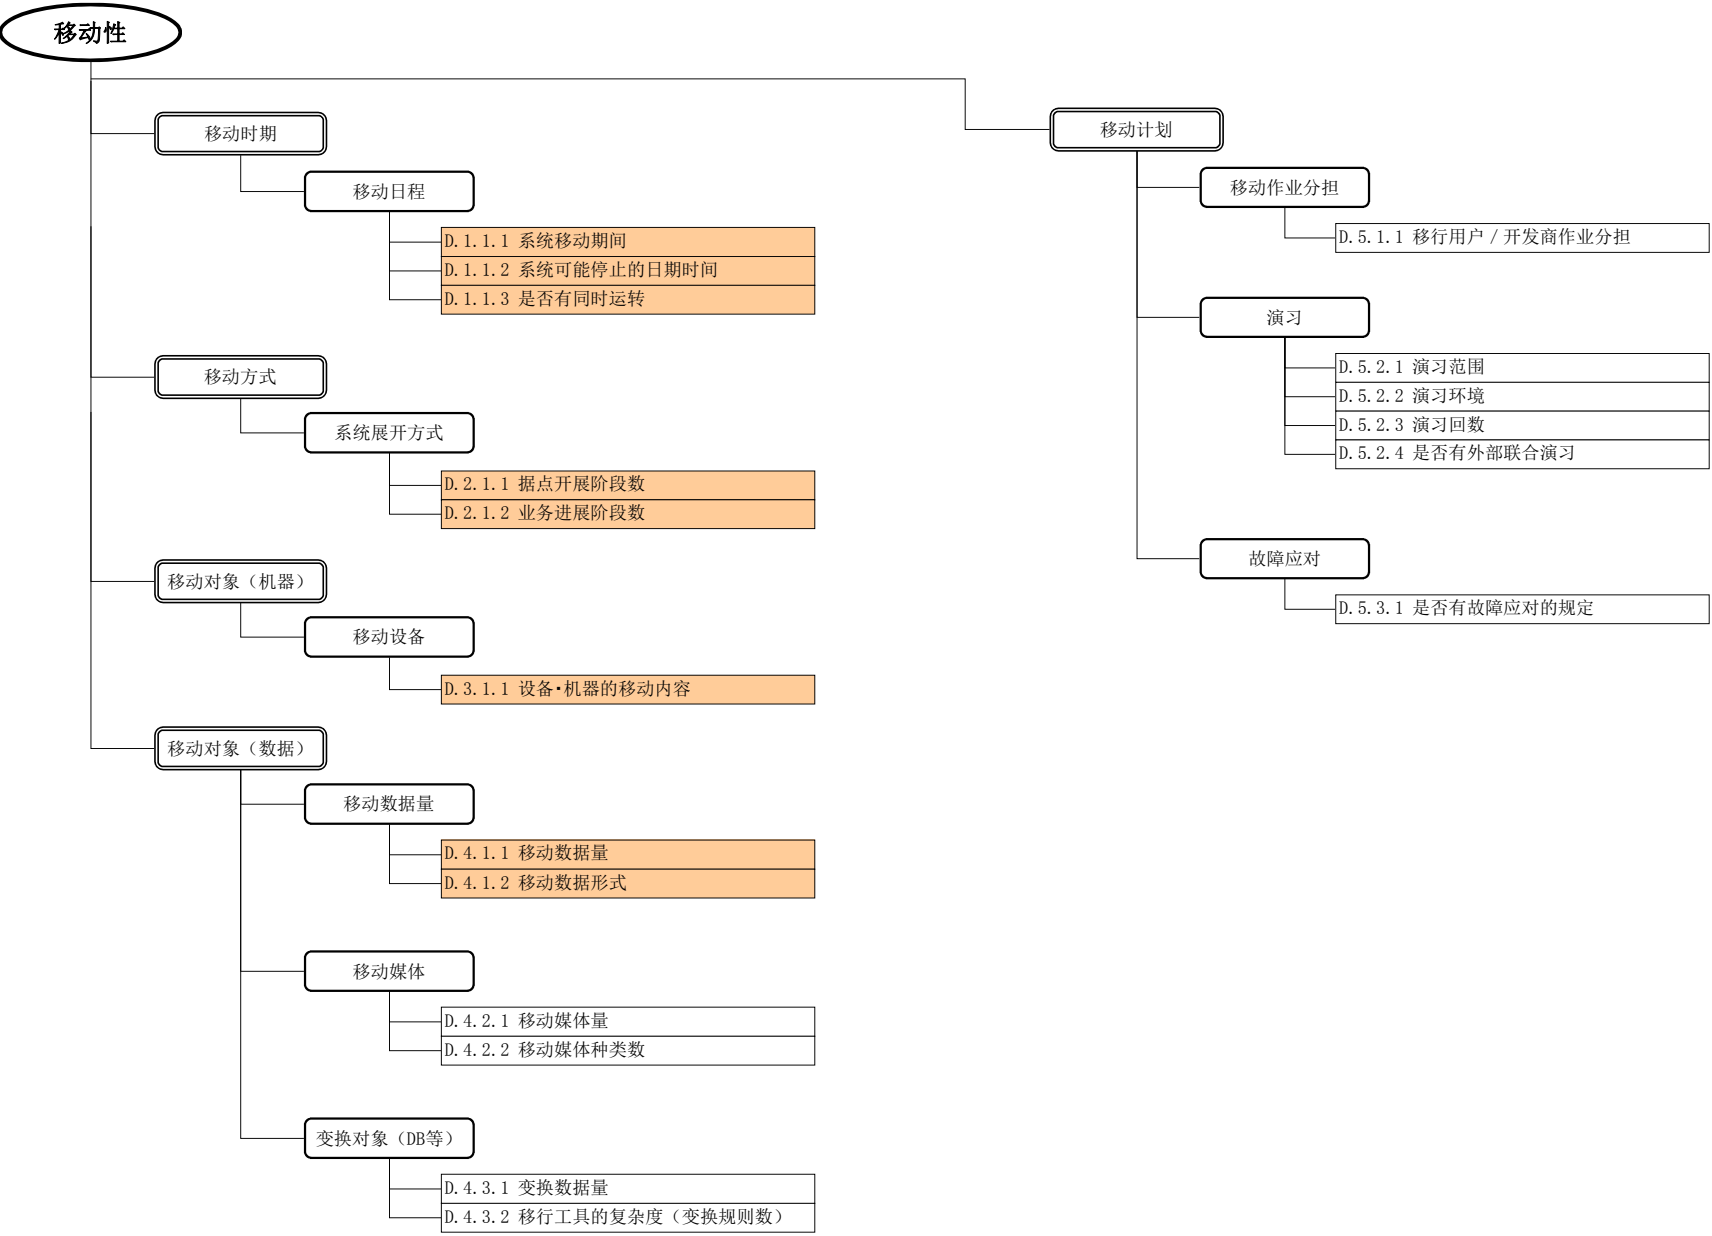 移动性
移动时期
移动日程
D.1.1.1 系统移动期间
D.1.1.2 系统可能停止的日期时间
D.1.1.3 是否有同时运转
移动方式
系统展开方式
D.2.1.1 据点开展阶段数
D.2.1.2 业务进展阶段数
移动对象（机器）
移动设备
D.3.1.1 设备・机器的移动内容
移动对象（数据）
移动数据量
D.4.1.1 移动数据量
D.4.1.2 移动数据形式
移动媒体
D.4.2.1 移动媒体量
D.4.2.2 移动媒体种类数
变换对象（DB等）
D.4.3.1 变换数据量
D.4.3.2 移行工具的复杂度（变换规则数）
移动计划
移动作业分担
D.5.1.1 移行用户／开发商作业分担
演习
D.5.2.1 演习范围
D.5.2.2 演习环境
D.5.2.3 演习回数
D.5.2.4 是否有外部联合演习
故障应对
D.5.3.1 是否有故障应对的规定